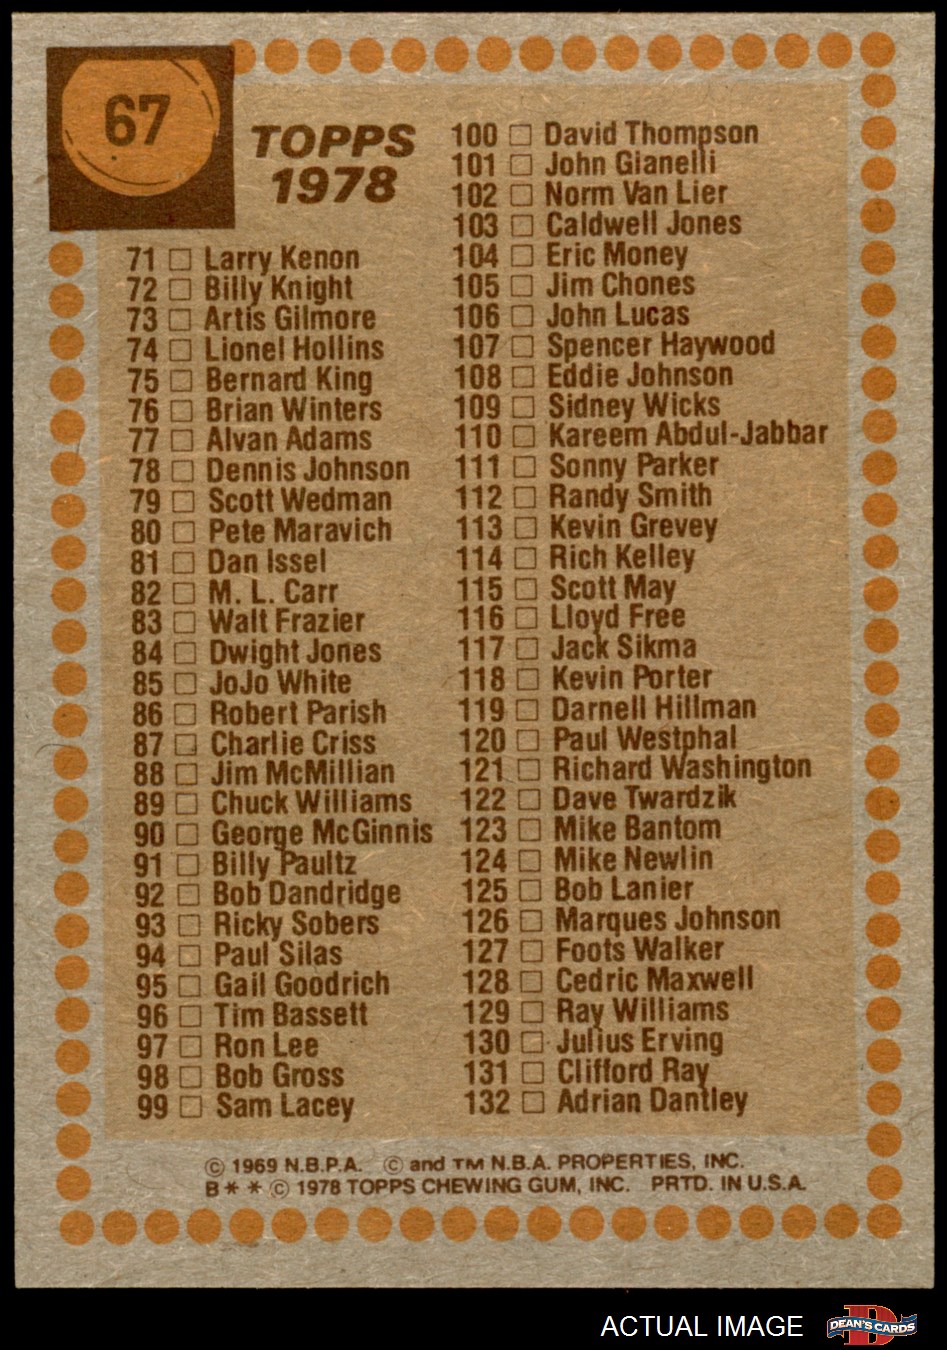 67
TOPPS
1978
71 □ Larry Kenon
72 □ Billy Knight
73 □ Artis Gilmore
74 □ Lionel Hollins
75 □ Bernard King
76 □ Brian Winters
77 □ Alvan Adams
78 □ Dennis Johnson
79 □ Scott Wedman
80 □ Pete Maravich
81 □ Dan Issel
82 □ M. L. Carr
83 □ Walt Frazier
84 □ Dwight Jones
85 □ JoJo White
86 □ Robert Parish
87 □ Charlie Criss
88 □ Jim McMillian
89 □ Chuck Williams
90 □ George McGinnis
91 □ Billy Paultz
92 □ Bob Dandridge
93 □ Ricky Sobers
94 □ Paul Silas
95 □ Gail Goodrich
96 □ Tim Bassett
97 □ Ron Lee
98 □ Bob Gross
99 □ Sam Lacey
100 □ David Thompson
101 □ John Gianelli
102 □ Norm Van Lier
103 □ Caldwell Jones
104 □ Eric Money
105 □ Jim Chones
106 □ John Lucas
107 □ Spencer Haywood
108 □ Eddie Johnson
109 □ Sidney Wicks
110 □ Kareem Abdul-Jabbar
111 □ Sonny Parker
112 □ Randy Smith
113 □ Kevin Grevey
114 □ Rich Kelley
115 □ Scott May
116 □ Lloyd Free
117 □ Jack Sikma
118 □ Kevin Porter
119 □ Darnell Hillman
120 □ Paul Westphal
121 □ Richard Washington
122 □ Dave Twardzik
123 □ Mike Bantom
124 □ Mike Newlin
125 □ Bob Lanier
126 □ Marques Johnson
127 □ Foots Walker
128 □ Cedric Maxwell
129 □ Ray Williams
130 □ Julius Erving
131 □ Clifford Ray
132 □ Adrian Dantley
© 1969 N.B.P.A. © and TM N.B.A. PROPERTIES, INC.
B * * © 1978 TOPPS CHEWING GUM, INC. PRTD. IN U.S.A.
ACTUAL IMAGE
D
DEAN'S CARDS